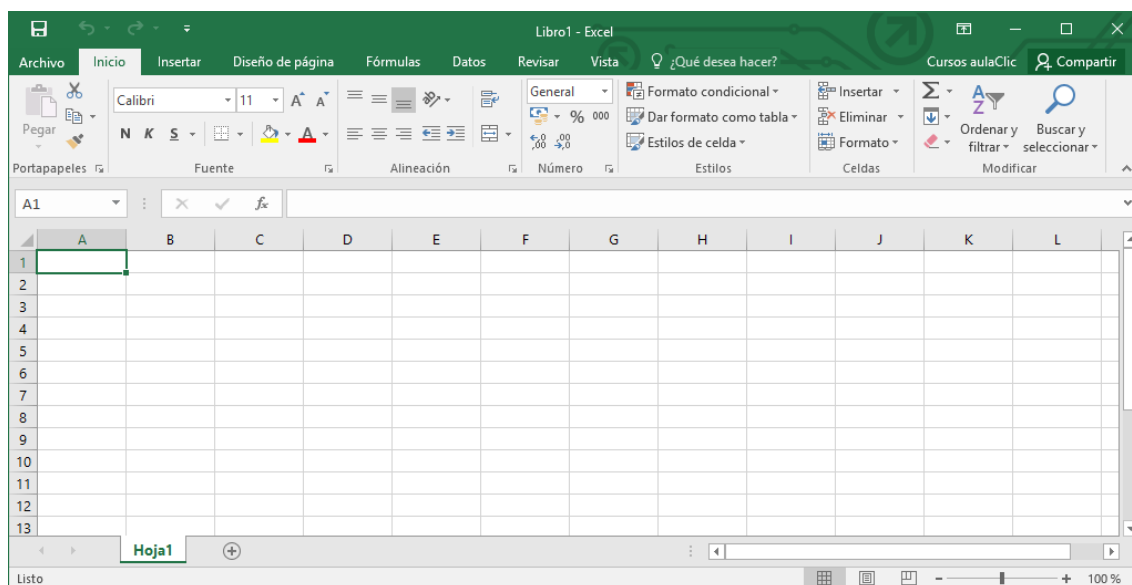 Libro1 - Excel
Archivo Inicio Insertar Diseño de página Fórmulas Datos Revisar Vista ¿Qué desea hacer? Cursos aulaClic Compartir
Pegar
Calibri 11
N K S
A A
A
General
% 000
Formato condicional
Dar formato como tabla
Estilos de celda
Insertar
Eliminar
Formato
Σ
Ordenar y filtrar
Buscar y seleccionar
Portapapeles Fuente Alineación Número Estilos Celdas Modificar
A1 fx
A B C D E F G H I J K L
1
2
3
4
5
6
7
8
9
10
11
12
13
Hoja1
Listo 100 %